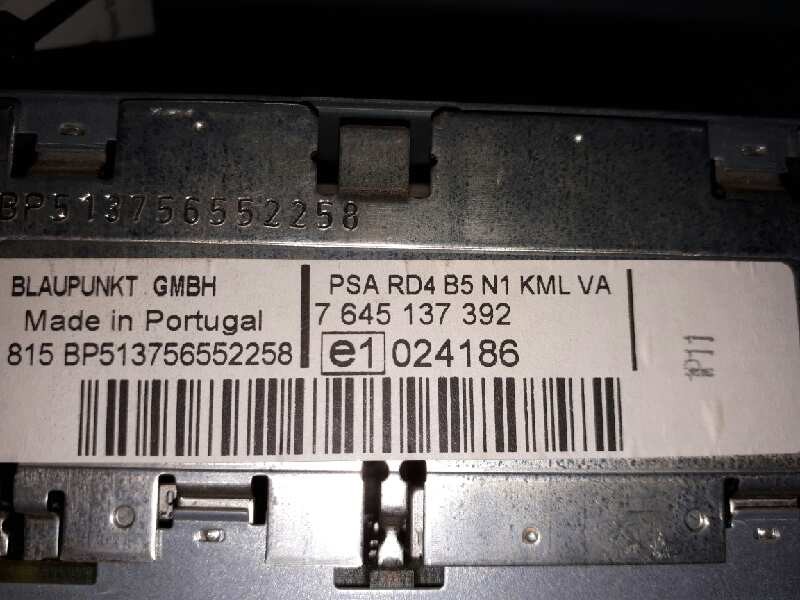 BP513756552258
BLAUPUNKT GMBH
Made in Portugal
815 BP513756552258
PSA RD4 B5 N1 KML VA
7 645 137 392
e1 024186
P11